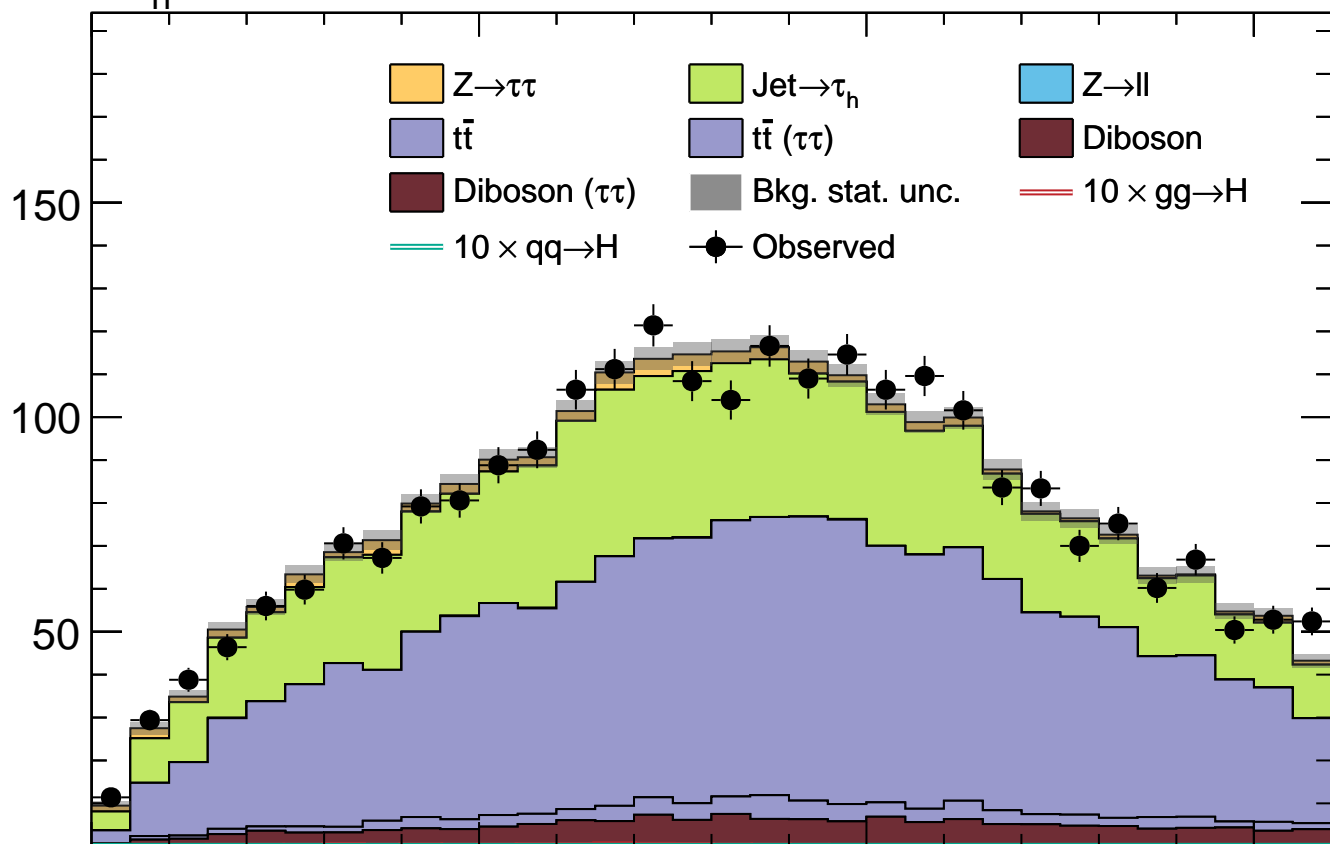 Z→ττ Jet→τh Z→ll
tt̄ tt̄ (ττ) Diboson
Diboson (ττ) Bkg. stat. unc. 10 × gg→H
10 × qq→H Observed
150
100
50